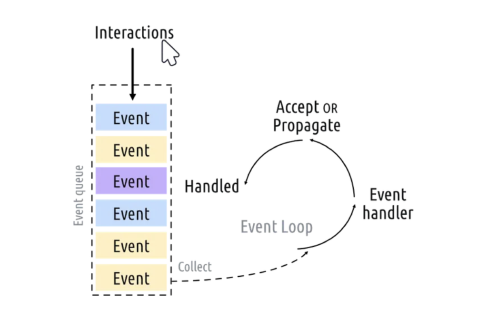 Interactions
Event
Event
Event
Event
Event
Event
Event queue
Collect
Event Loop
Event
handler
Accept OR
Propagate
Handled